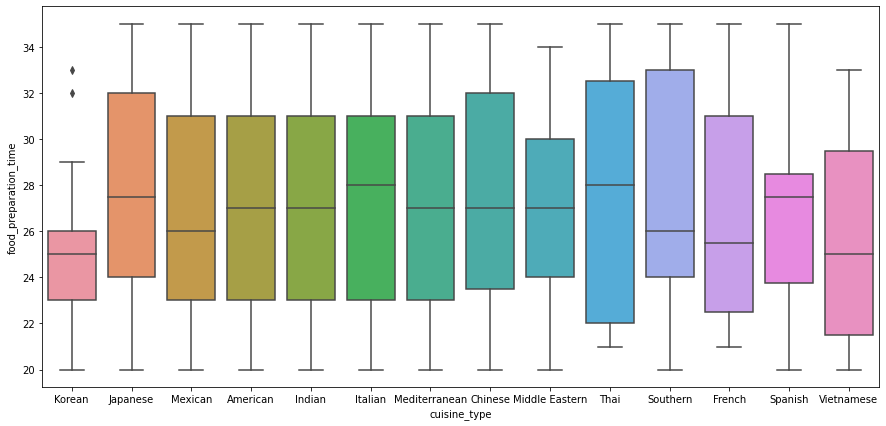 food_preparation_time
34
32
30
28
26
24
22
20
Korean Japanese Mexican American Indian Italian Mediterranean Chinese Middle Eastern Thai Southern French Spanish Vietnamese
cuisine_type